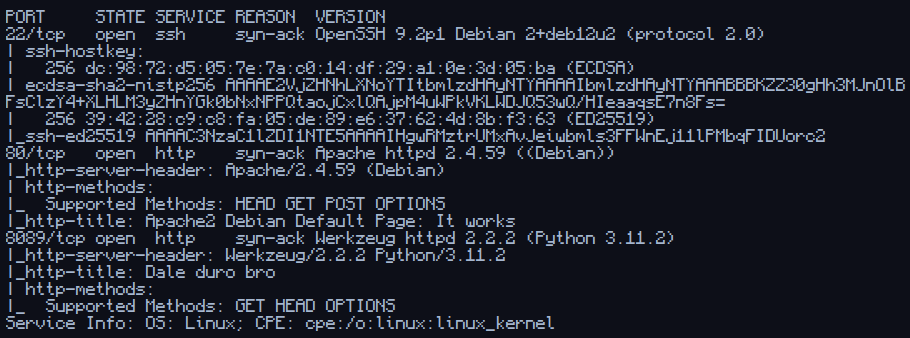 PORT     STATE SERVICE REASON  VERSION
22/tcp   open  ssh     syn-ack OpenSSH 9.2p1 Debian 2+deb12u2 (protocol 2.0)
| ssh-hostkey:
|   256 dc:98:72:d5:05:7e:7a:c0:14:df:29:a1:0e:3d:05:ba (ECDSA)
| ecdsa-sha2-nistp256 AAAAE2VjZHNhLXNoYTItbmlzdHAyNTYAAAAIbmlzdHAyNTYAAABBBKZZ30gHh3MJnOlB
FsClzY4+XLHLM3yZHnYGk0bNxNPPQtaojCxlQAjpM4uWPkVKLWDJQ53wQ/HIeaaqsE7n8Fs=
|   256 39:42:28:c9:c8:fa:05:de:89:e6:37:62:4d:8b:f3:63 (ED25519)
|_ssh-ed25519 AAAAC3NzaC1lZDI1NTE5AAAAIHgwRMztrUMxAvJeiwbmls3FFWnEj11lPMbqFIDUorc2
80/tcp   open  http    syn-ack Apache httpd 2.4.59 ((Debian))
|_http-server-header: Apache/2.4.59 (Debian)
| http-methods:
|_  Supported Methods: HEAD GET POST OPTIONS
|_http-title: Apache2 Debian Default Page: It works
8089/tcp open  http    syn-ack Werkzeug httpd 2.2.2 (Python 3.11.2)
|_http-server-header: Werkzeug/2.2.2 Python/3.11.2
|_http-title: Dale duro bro
| http-methods:
|_  Supported Methods: GET HEAD OPTIONS
Service Info: OS: Linux; CPE: cpe:/o:linux:linux_kernel